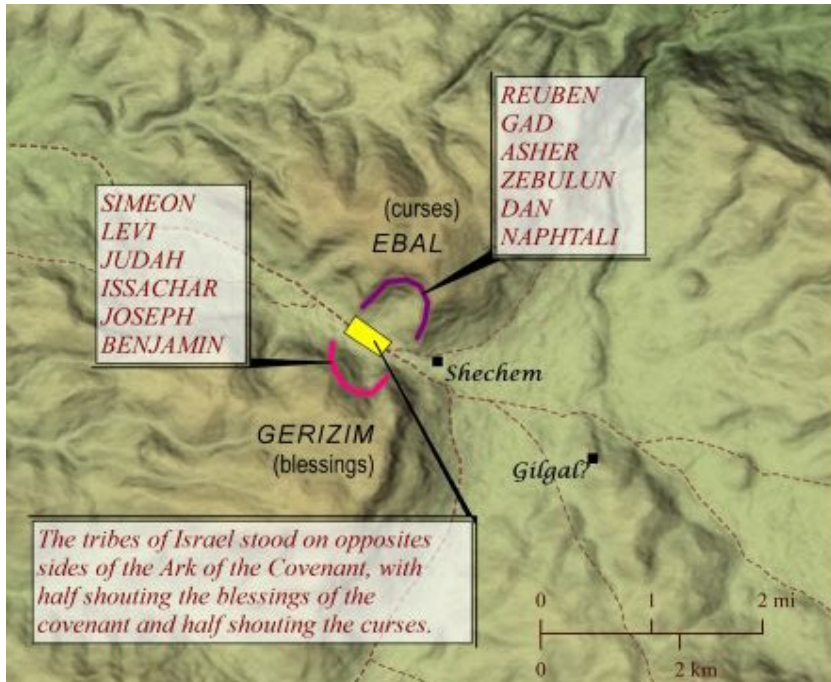 REUBEN
GAD
ASHER
ZEBULUN
DAN
NAPHTALI
SIMEON
LEVI
JUDAH
ISSACHAR
JOSEPH
BENJAMIN
(curses)
EBAL
Shechem
GERIZIM
(blessings)
Gilgal?
The tribes of Israel stood on opposites
sides of the Ark of the Covenant, with
half shouting the blessings of the
covenant and half shouting the curses.
0 1 2 mi
0 2 km